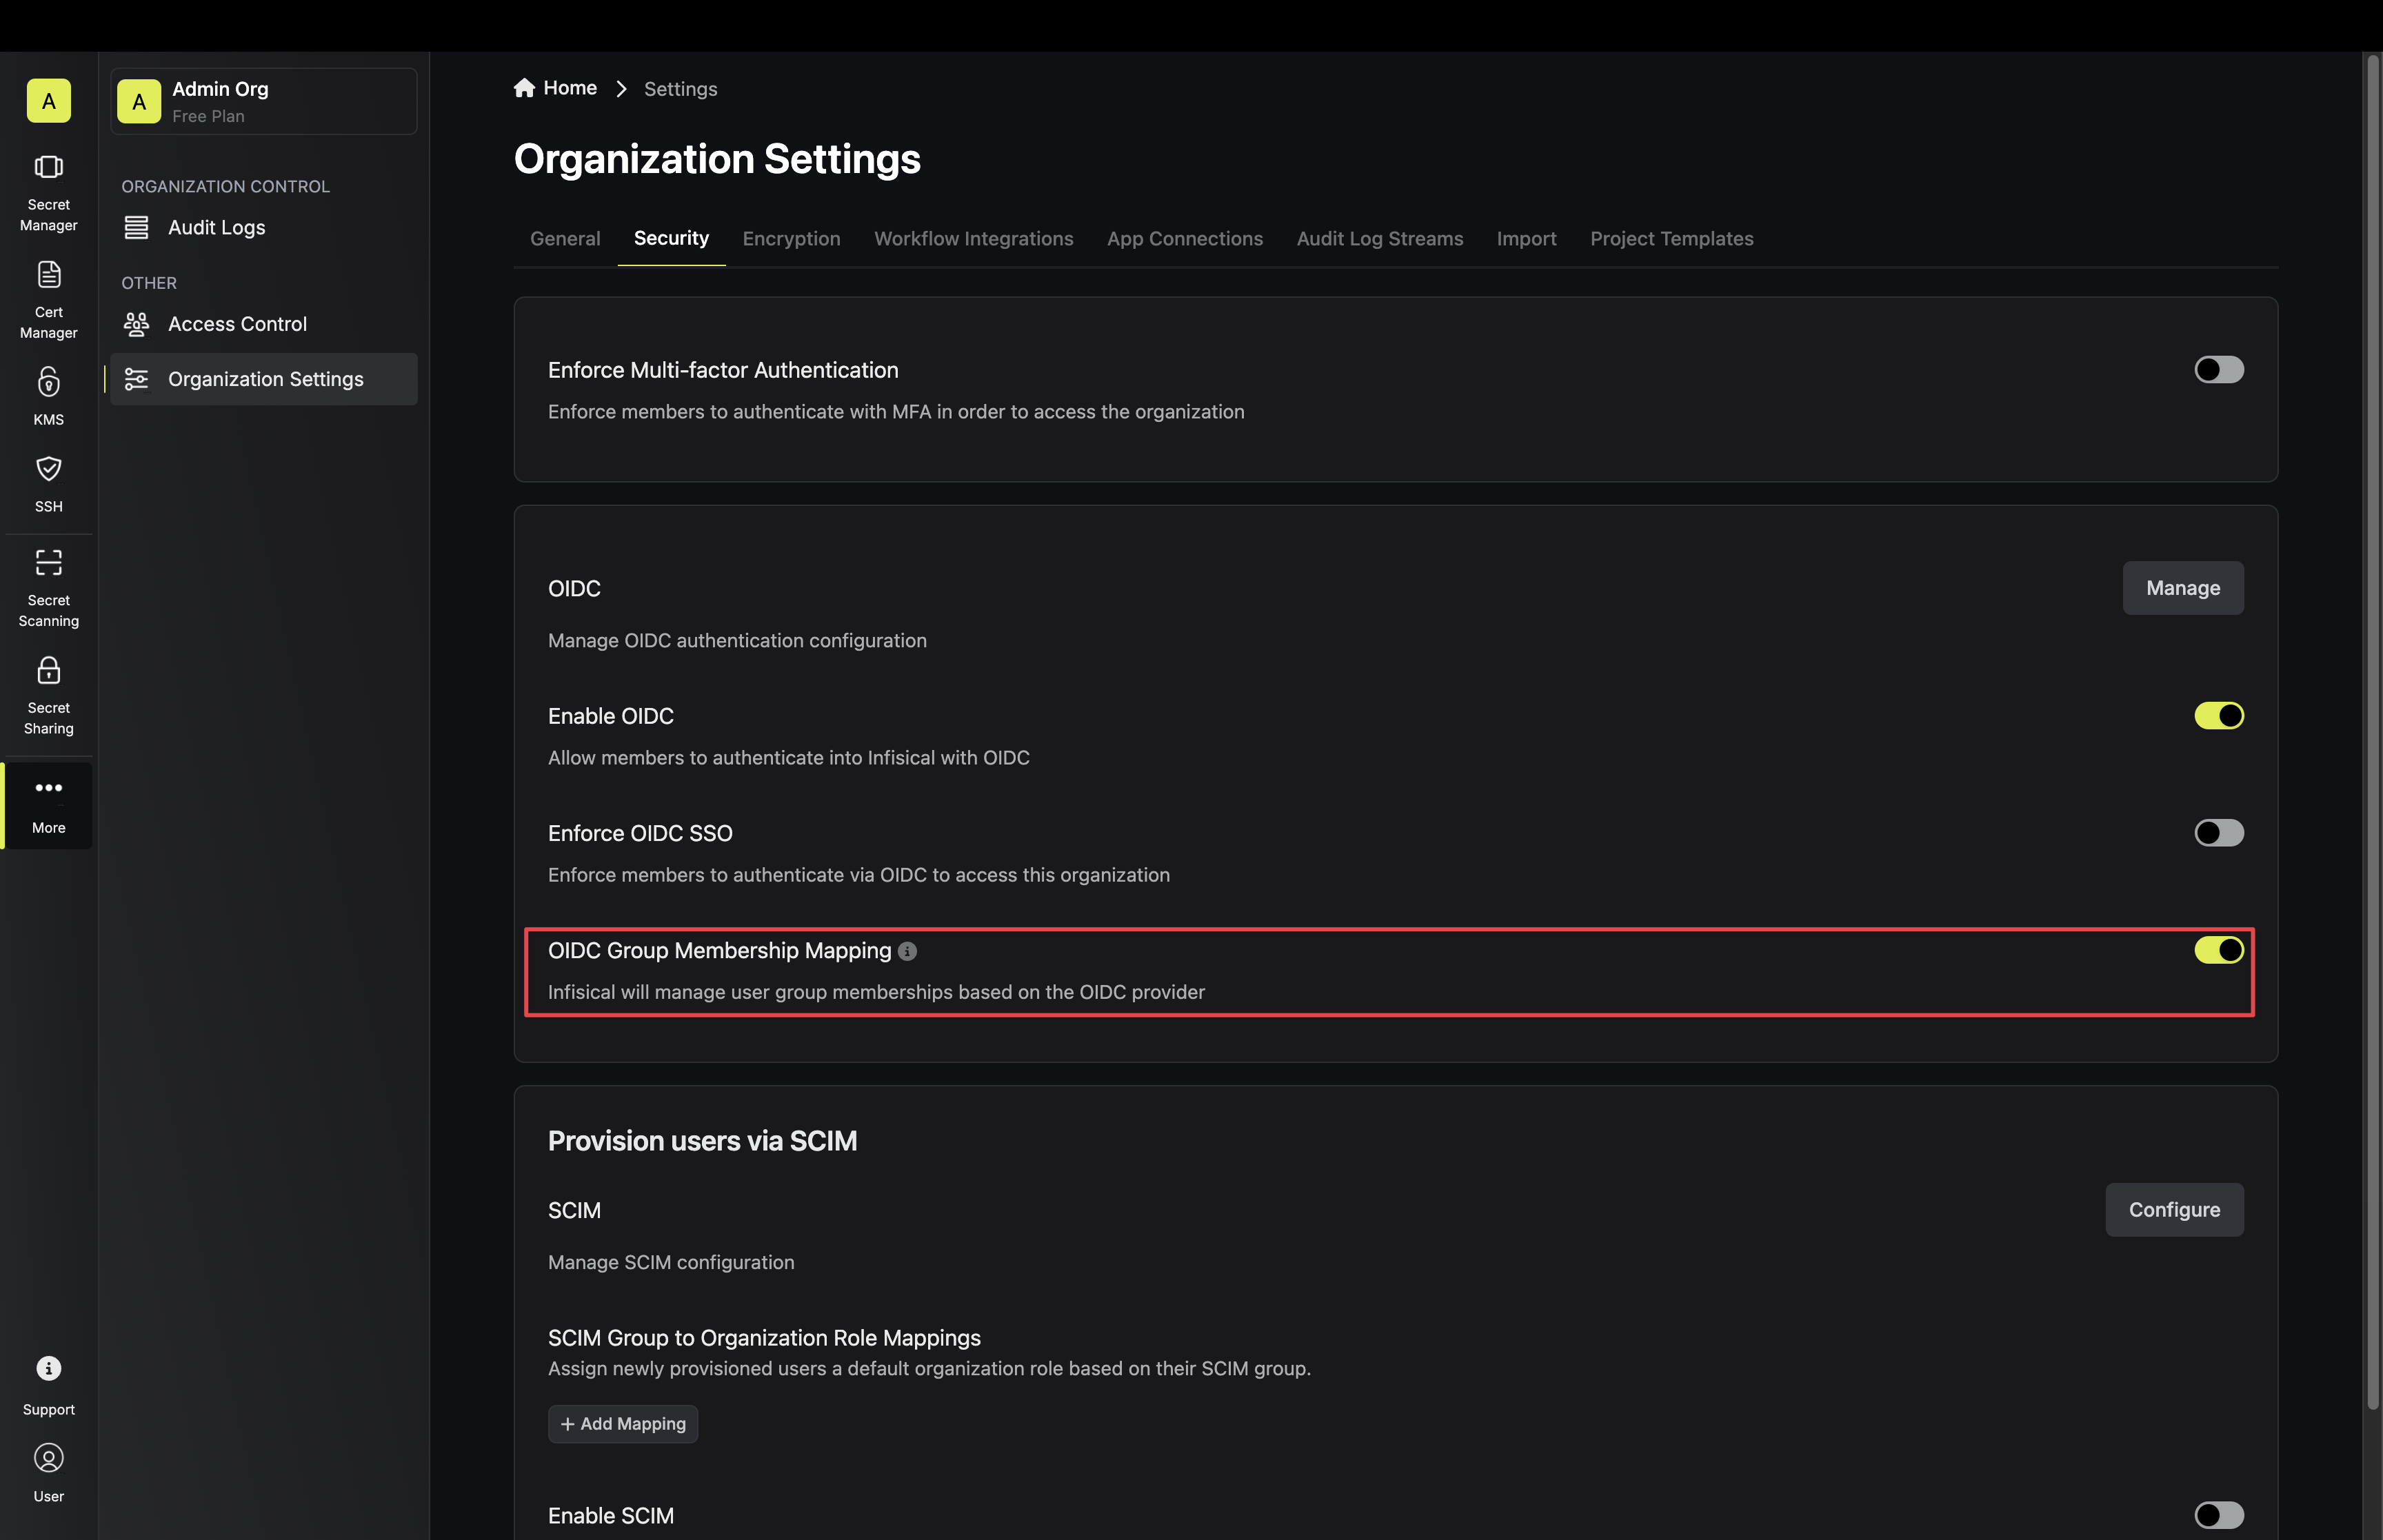 A
Secret
Manager
Cert
Manager
KMS
SSH
Secret
Scanning
Secret
Sharing
More
Support
User
A
Admin Org
Free Plan
ORGANIZATION CONTROL
Audit Logs
OTHER
Access Control
Organization Settings
Home
Settings
Organization Settings
General Security Encryption Workflow Integrations App Connections Audit Log Streams Import Project Templates
Enforce Multi-factor Authentication
Enforce members to authenticate with MFA in order to access the organization
OIDC
Manage
Manage OIDC authentication configuration
Enable OIDC
Allow members to authenticate into Infisical with OIDC
Enforce OIDC SSO
Enforce members to authenticate via OIDC to access this organization
OIDC Group Membership Mapping
Infisical will manage user group memberships based on the OIDC provider
Provision users via SCIM
SCIM
Configure
Manage SCIM configuration
SCIM Group to Organization Role Mappings
Assign newly provisioned users a default organization role based on their SCIM group.
+ Add Mapping
Enable SCIM